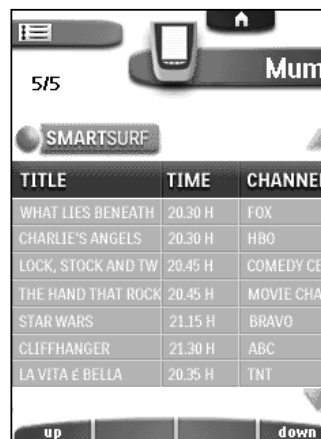 Mum
5/5
SMARTSURF
TITLE TIME CHANNEL
WHAT LIES BENEATH 20.30 H FOX
CHARLIE'S ANGELS 20.30 H HBO
LOCK, STOCK AND TW 20.45 H COMEDY CE
THE HAND THAT ROCK 20.45 H MOVIE CHA
STAR WARS 21.15 H BRAVO
CLIFFHANGER 21.30 H ABC
LA VITA É BELLA 20.35 H TNT
up down